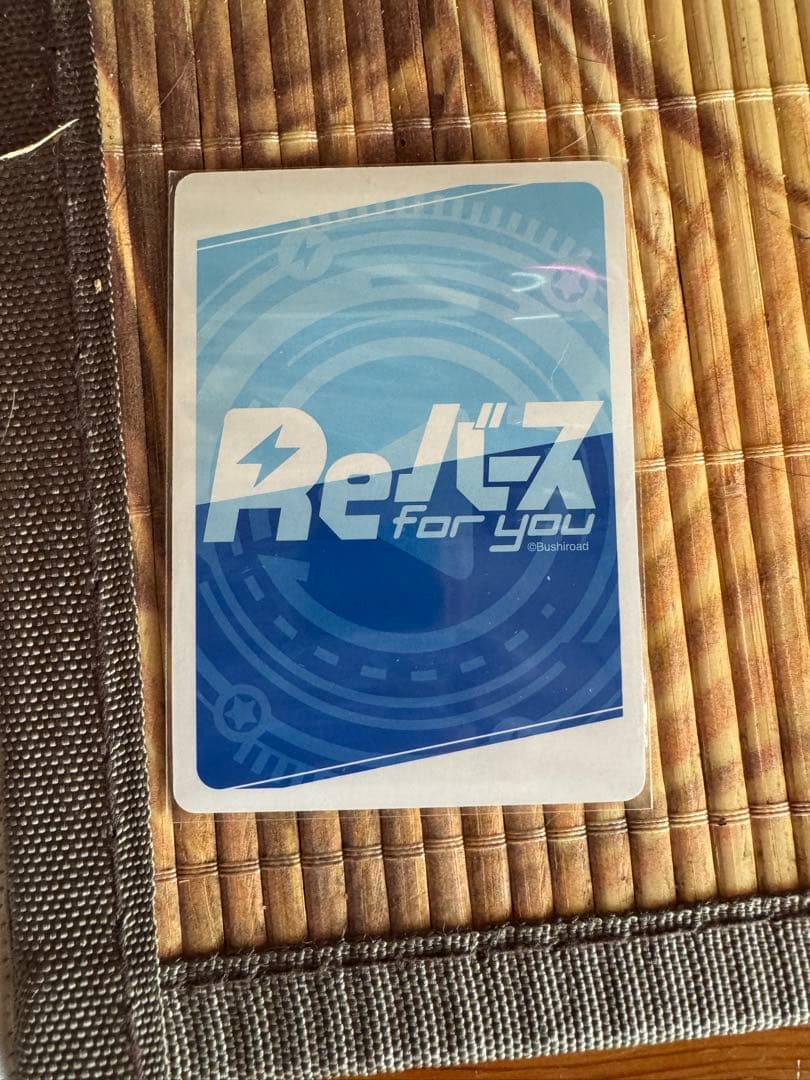 Reバース
for you
©Bushiroad